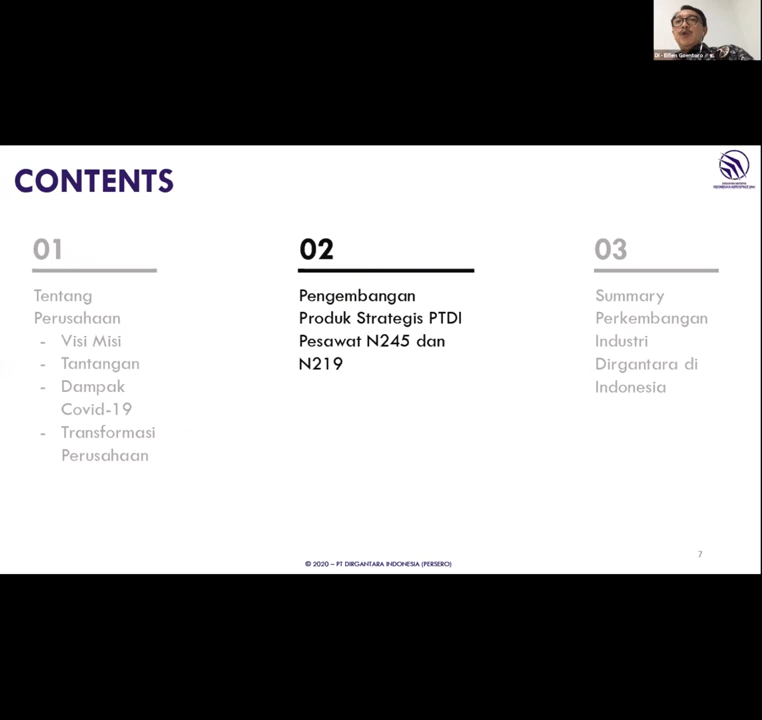 CONTENTS
01
Tentang
Perusahaan
- Visi Misi
- Tantangan
- Dampak
Covid-19
- Transformasi
Perusahaan
02
Pengembangan
Produk Strategis PTDI
Pesawat N245 dan
N219
03
Summary
Perkembangan
Industri
Dirgantara di
Indonesia
7
© 2020 – PT DIRGANTARA INDONESIA (PERSERO)